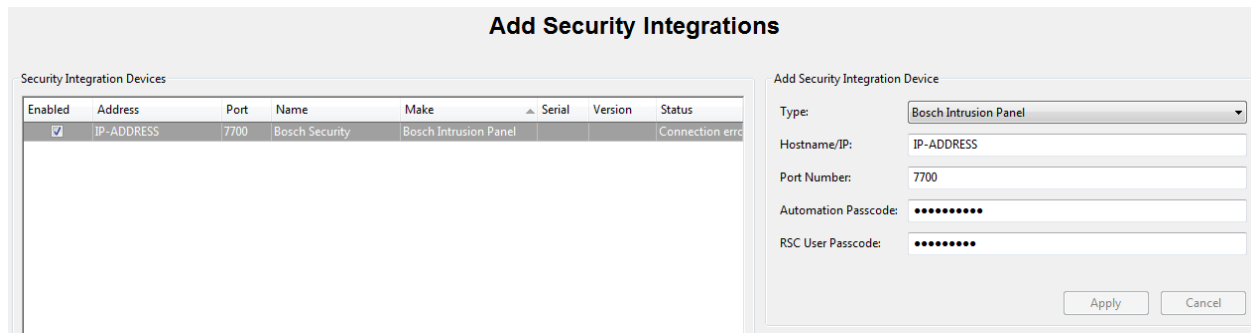 Add Security Integrations
Security Integration Devices
Enabled Address Port Name Make Serial Version Status
IP-ADDRESS 7700 Bosch Security Bosch Intrusion Panel Connection erro
Add Security Integration Device
Type: Bosch Intrusion Panel
Hostname/IP: IP-ADDRESS
Port Number: 7700
Automation Passcode: ●●●●●●●●●●
RSC User Passcode: ●●●●●●●●●
Apply Cancel